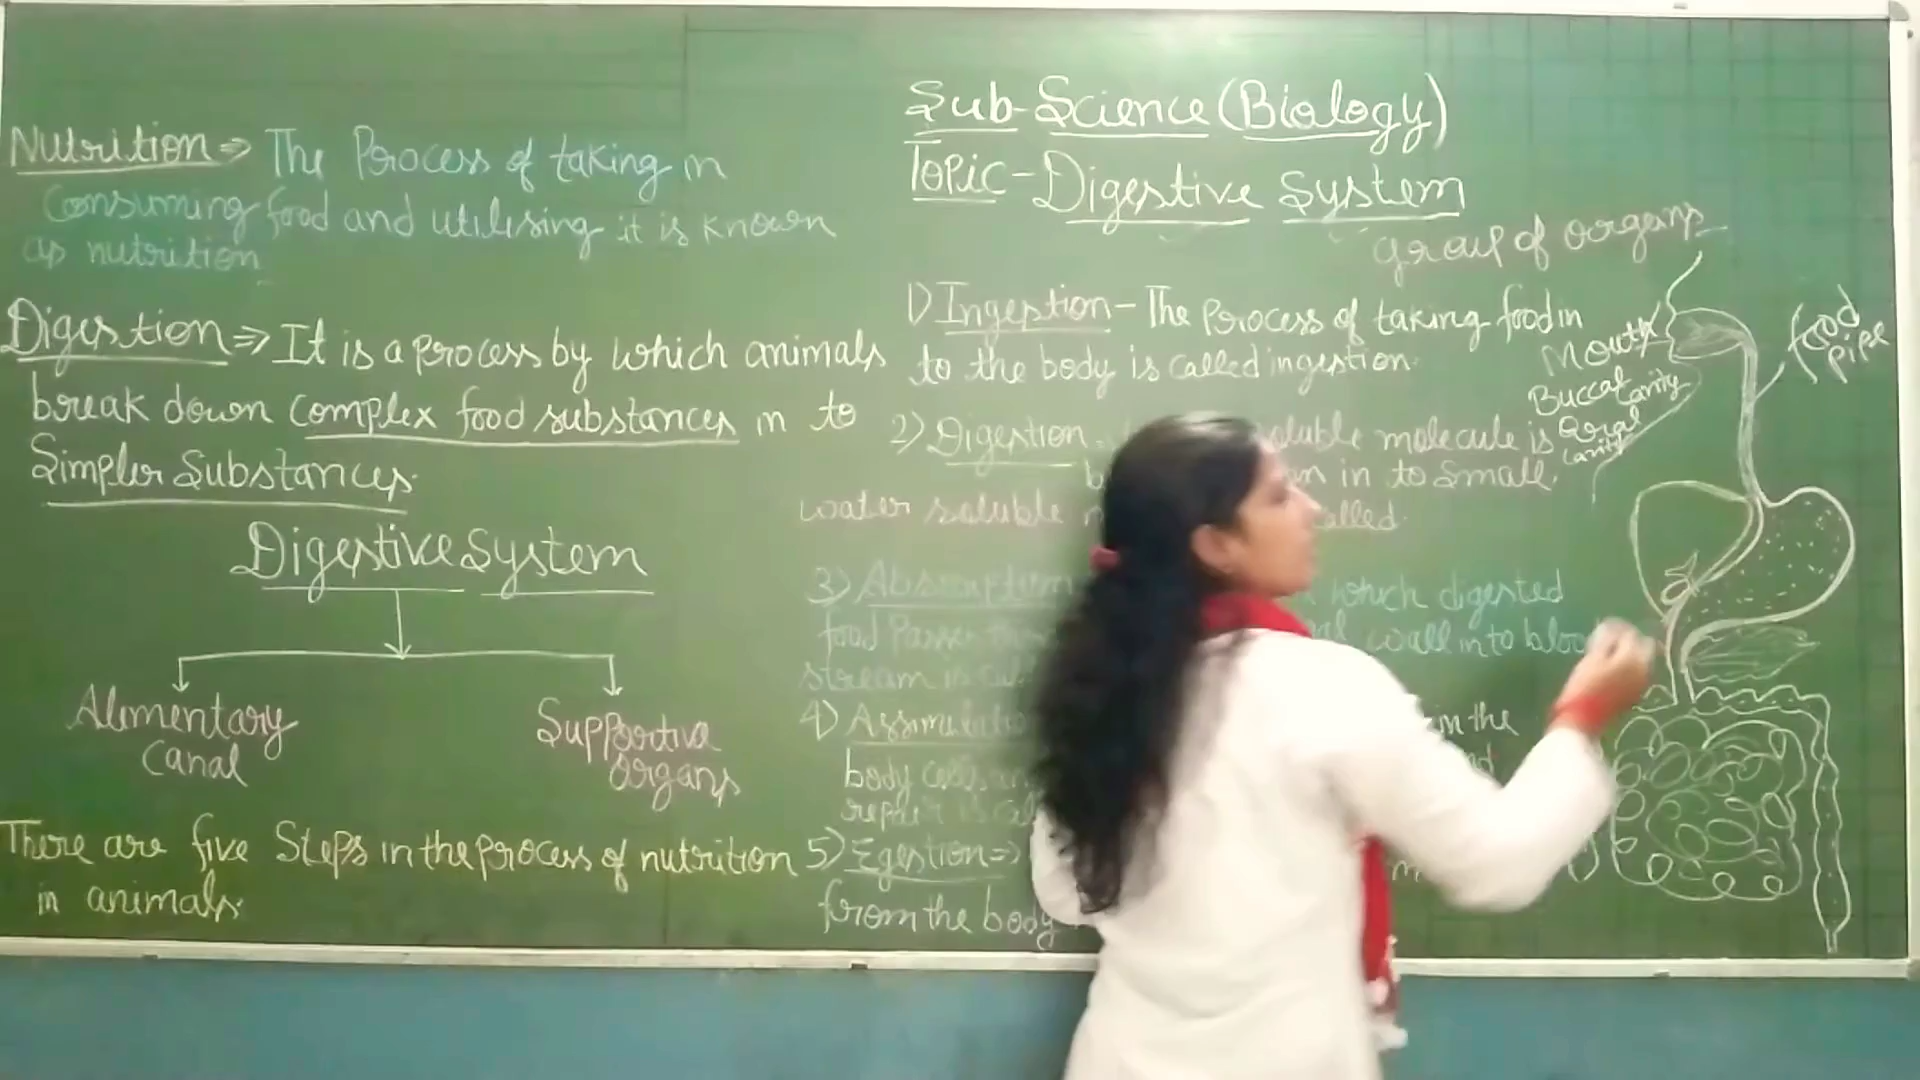 Nutrition => The Process of taking in
Consuming food and utilising it is known
as nutrition
Digestion => It is a process by which animals
break down complex food substances in to
Simpler Substances.
Digestive System
Alimentary
Canal
Supportive
organs
There are five Steps in the process of nutrition
in animals.
Sub-Science (Biology)
Topic - Digestive System
group of organs
1) Ingestion - The Process of taking food in
to the body is called ingestion.
2) Digestion - soluble molecule is
in to small.
water soluble called
3) Absorption which digested
food Passes wall into
stream is
4) in the
body cells
repair is
5) Egestion =>
from the body
Mouth
Buccal Cavity
Oral
Cavity
food
pipe